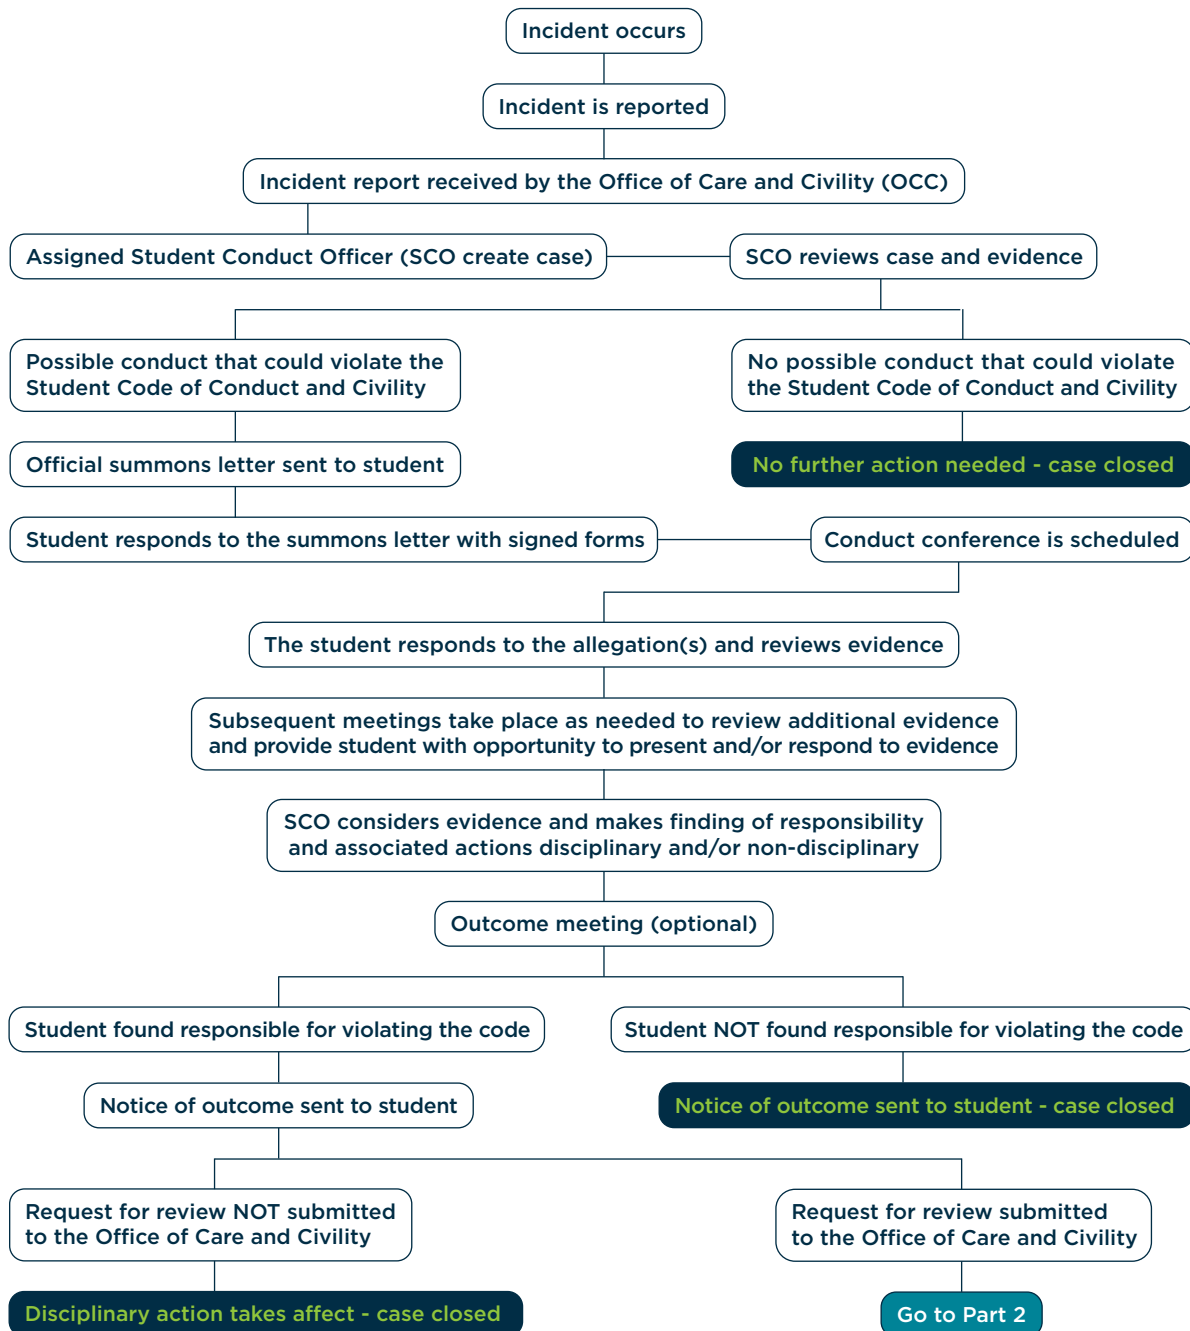 Incident occurs
Incident is reported
Incident report received by the Office of Care and Civility (OCC)
Assigned Student Conduct Officer (SCO create case)
SCO reviews case and evidence
Possible conduct that could violate the
Student Code of Conduct and Civility
No possible conduct that could violate
the Student Code of Conduct and Civility
Official summons letter sent to student
No further action needed - case closed
Student responds to the summons letter with signed forms
Conduct conference is scheduled
The student responds to the allegation(s) and reviews evidence
Subsequent meetings take place as needed to review additional evidence
and provide student with opportunity to present and/or respond to evidence
SCO considers evidence and makes finding of responsibility
and associated actions disciplinary and/or non-disciplinary
Outcome meeting (optional)
Student found responsible for violating the code
Student NOT found responsible for violating the code
Notice of outcome sent to student
Notice of outcome sent to student - case closed
Request for review NOT submitted
to the Office of Care and Civility
Request for review submitted
to the Office of Care and Civility
Disciplinary action takes affect - case closed
Go to Part 2